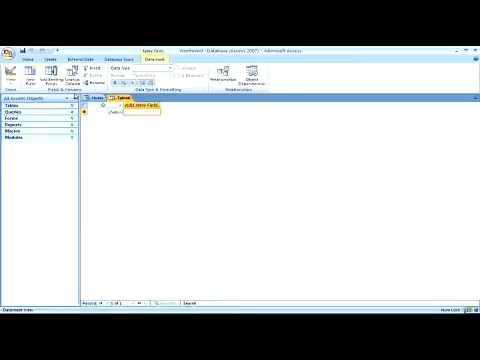 Table Tools
Northwind : Database (Access 2007) - Microsoft Access
Home Create External Data Database Tools Datasheet
View
New Field
Add Existing Fields
Lookup Column
Insert
Delete
Rename
Data Type:
Format:
Unique
Relationships
Object Dependencies
Views
Fields & Columns
Data Type & Formatting
Relationships
All Access Objects
Home
Table6
Tables
ID
Add New Field
Queries
(New)
Forms
Reports
Macros
Modules
Record: 1 of 1
Search
Datasheet View
Num Lock